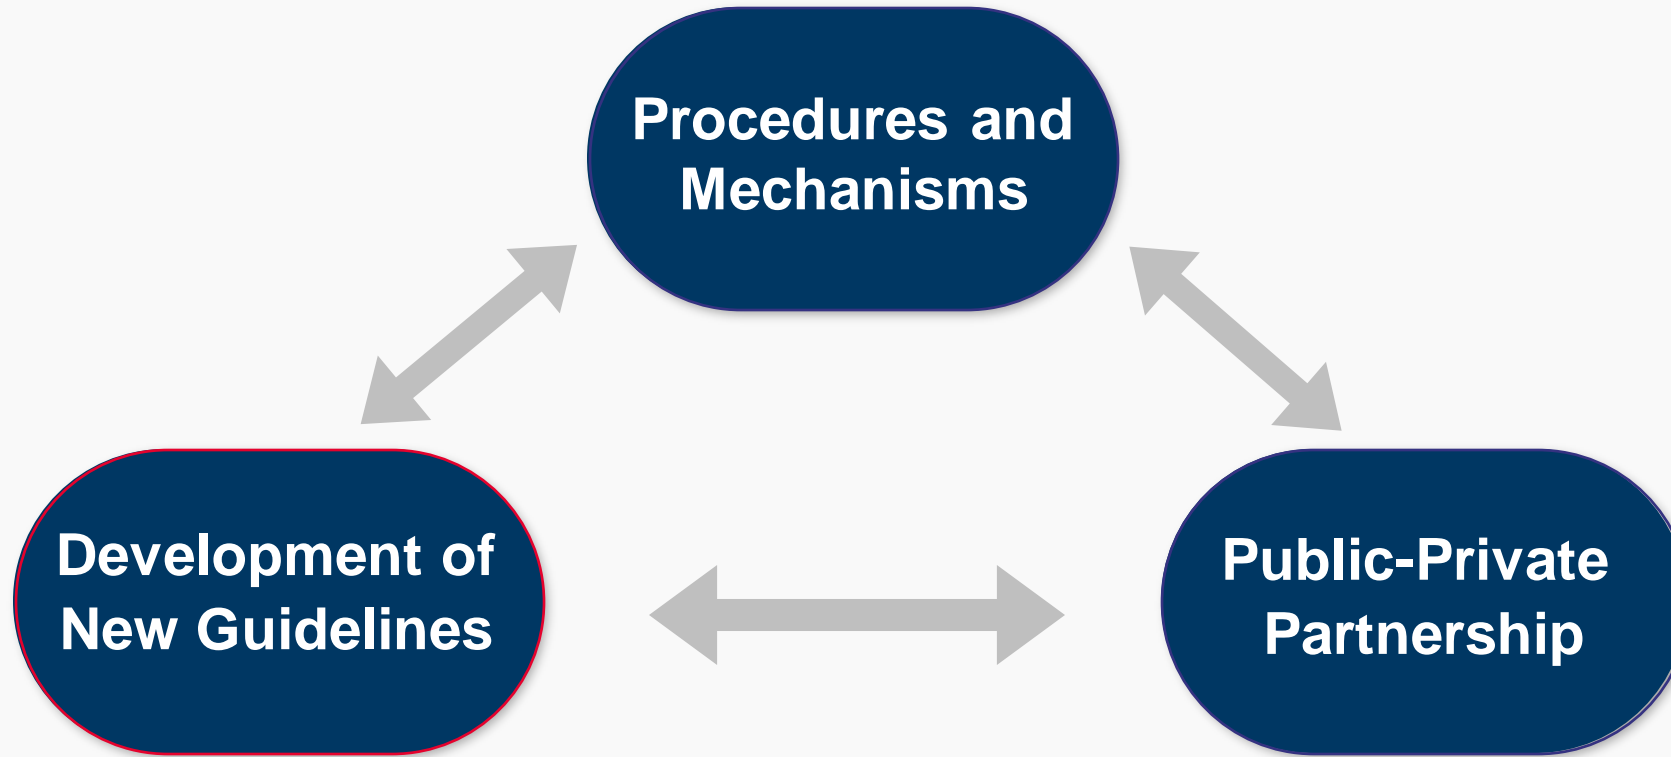 Procedures and
Mechanisms
Development of
New Guidelines
Public-Private
Partnership